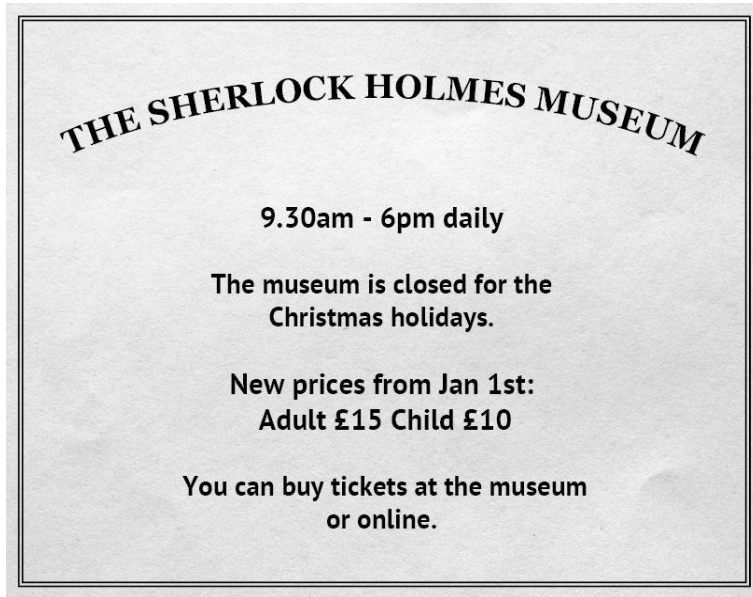 THE SHERLOCK HOLMES MUSEUM
9.30am - 6pm daily
The museum is closed for the
Christmas holidays.
New prices from Jan 1st:
Adult £15 Child £10
You can buy tickets at the museum
or online.